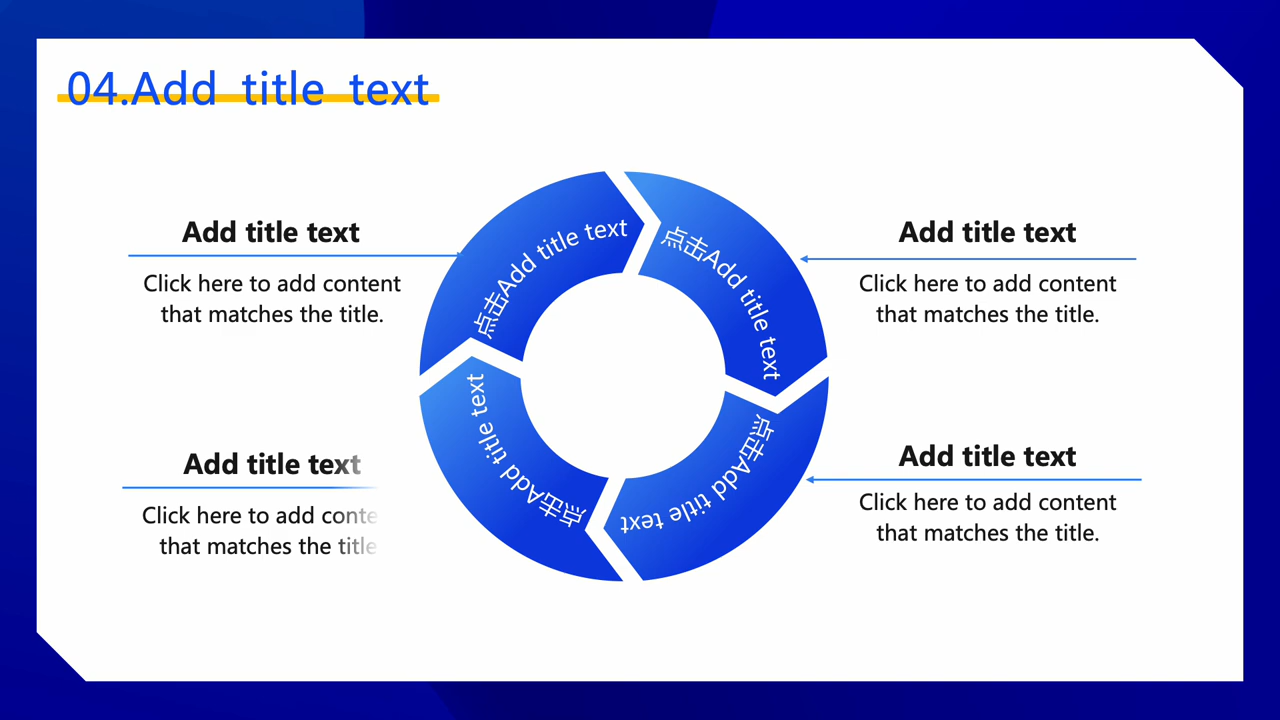 04.Add title text
Add title text
Click here to add content
that matches the title.
点击Add title text
点击Add title text
Add title text
Click here to add content
that matches the title.
Add title text
Click here to add conte
that matches the title
点击Add title text
点击Add title text
Add title text
Click here to add content
that matches the title.